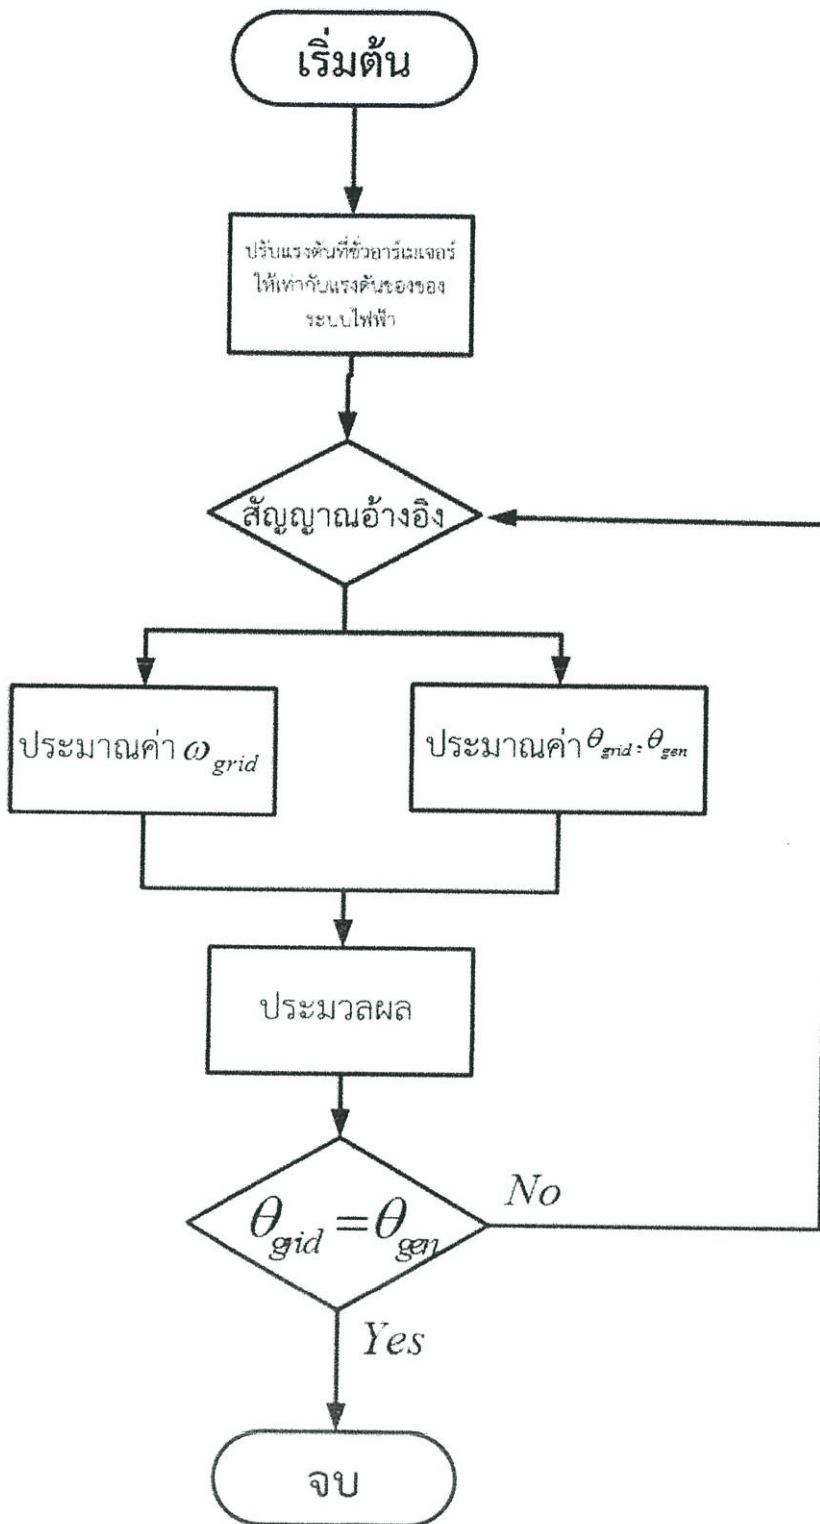 เริ่มต้น
ปรับแรงดันที่ขั้วอาร์เมเจอร์
ให้เท่ากับแรงดันของของ
ระบบไฟฟ้า
สัญญาณอ้างอิง
ประมาณค่า ω_grid
ประมาณค่า θ_grid, θ_gen
ประมวลผล
θ_grid = θ_gen
No
Yes
จบ